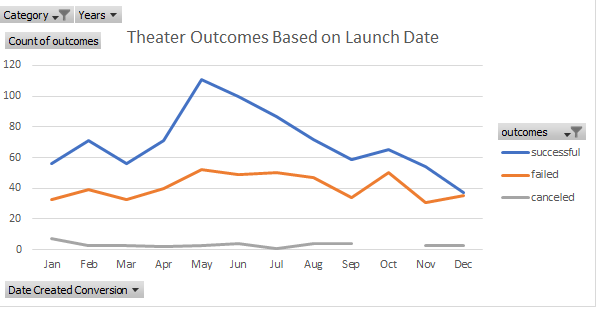 Category Years
Count of outcomes
Theater Outcomes Based on Launch Date
120
100
80
60
40
20
0
Jan Feb Mar Apr May Jun Jul Aug Sep Oct Nov Dec
outcomes
successful
failed
canceled
Date Created Conversion